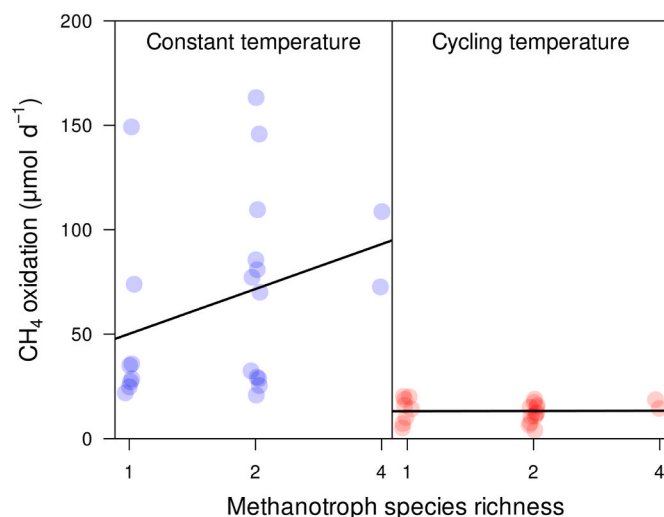 Constant temperature
Cycling temperature
CH₄ oxidation (µmol d⁻¹)
200
150
100
50
0
1 2 4 1 2 4
Methanotroph species richness